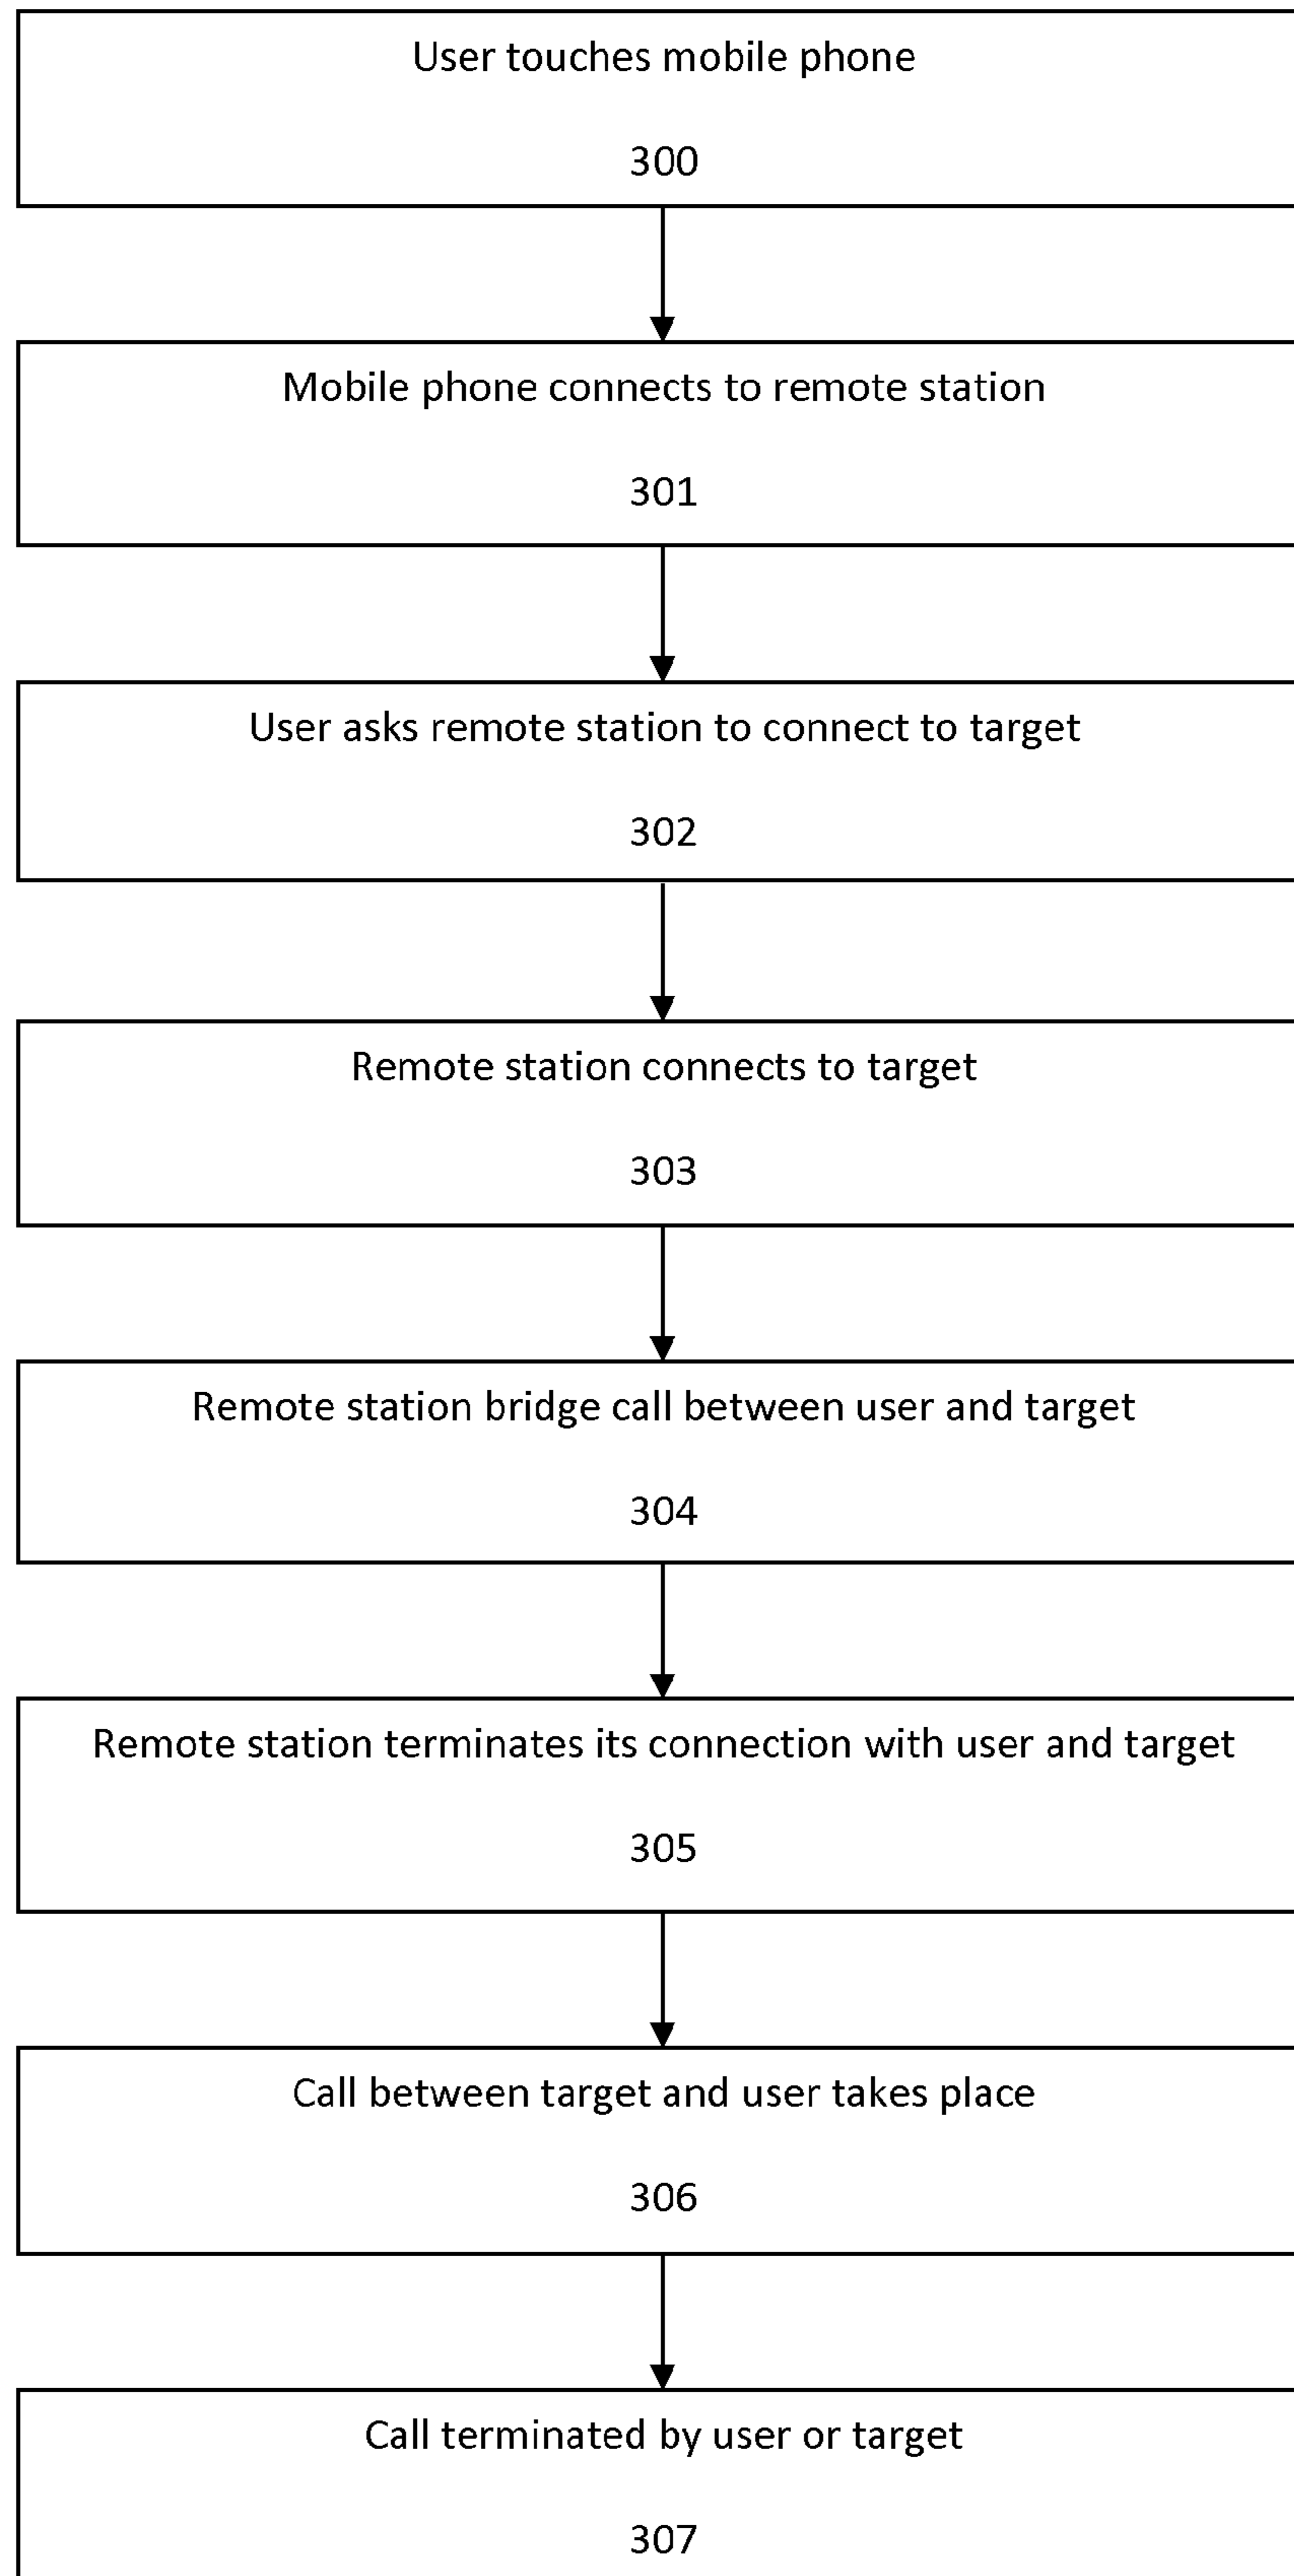 User touches mobile phone
300
Mobile phone connects to remote station
301
User asks remote station to connect to target
302
Remote station connects to target
303
Remote station bridge call between user and target
304
Remote station terminates its connection with user and target
305
Call between target and user takes place
306
Call terminated by user or target
307